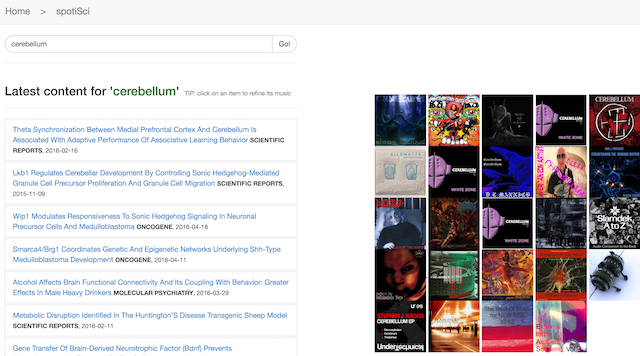 Home > spotiSci
cerebellum Go!
Latest content for 'cerebellum' TIP: click on an item to refine its music
Theta Synchronization Between Medial Prefrontal Cortex And Cerebellum Is
Associated With Adaptive Performance Of Associative Learning Behavior SCIENTIFIC
REPORTS, 2016-02-16
Lkb1 Regulates Cerebellar Development By Controlling Sonic Hedgehog-Mediated
Granule Cell Precursor Proliferation And Granule Cell Migration SCIENTIFIC REPORTS,
2015-11-09
Wip1 Modulates Responsiveness To Sonic Hedgehog Signaling In Neuronal
Precursor Cells And Medulloblastoma ONCOGENE, 2016-04-18
Smarca4/Brg1 Coordinates Genetic And Epigenetic Networks Underlying Shh-Type
Medulloblastoma Development ONCOGENE, 2016-04-11
Alcohol Affects Brain Functional Connectivity And Its Coupling With Behavior: Greater
Effects In Male Heavy Drinkers MOLECULAR PSYCHIATRY, 2016-03-29
Metabolic Disruption Identified In The Huntington'S Disease Transgenic Sheep Model
SCIENTIFIC REPORTS, 2016-02-11
Gene Transfer Of Brain-Derived Neurotrophic Factor (Bdnf) Prevents
CEREBELLUM
WHITE ZONE
CEREBELLUM
CEREBELLUM
WHITE ZONE
CEREBELLUM
WHITE ZONE
Slamdek
A to Z
CEREBELLUM EP